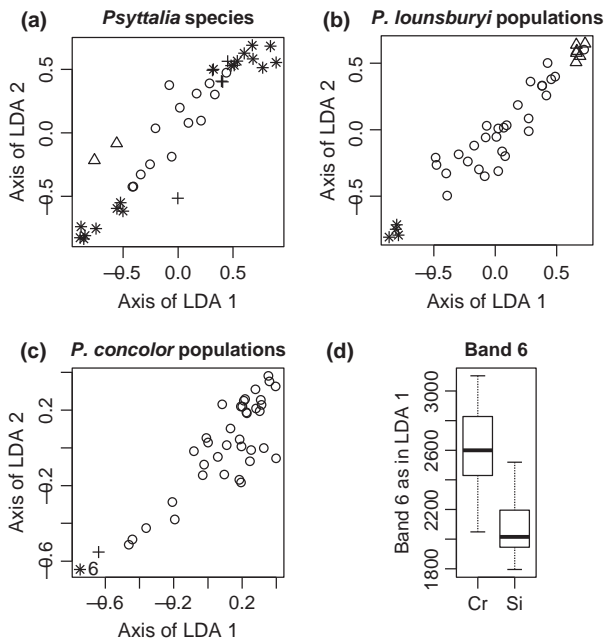 (a) Psyttalia species
Axis of LDA 2
−0.5 0.0 0.5
−0.5 0.0 0.5
Axis of LDA 1
(b) P. lounsburyi populations
Axis of LDA 2
−0.5 0.0 0.5
−0.5 0.0 0.5
Axis of LDA 1
(c) P. concolor populations
Axis of LDA 2
−0.6 −0.2 0.2
6
−0.6 −0.2 0.2
Axis of LDA 1
(d) Band 6
Band 6 as in LDA 1
1800 2200 2600 3000
Cr Si